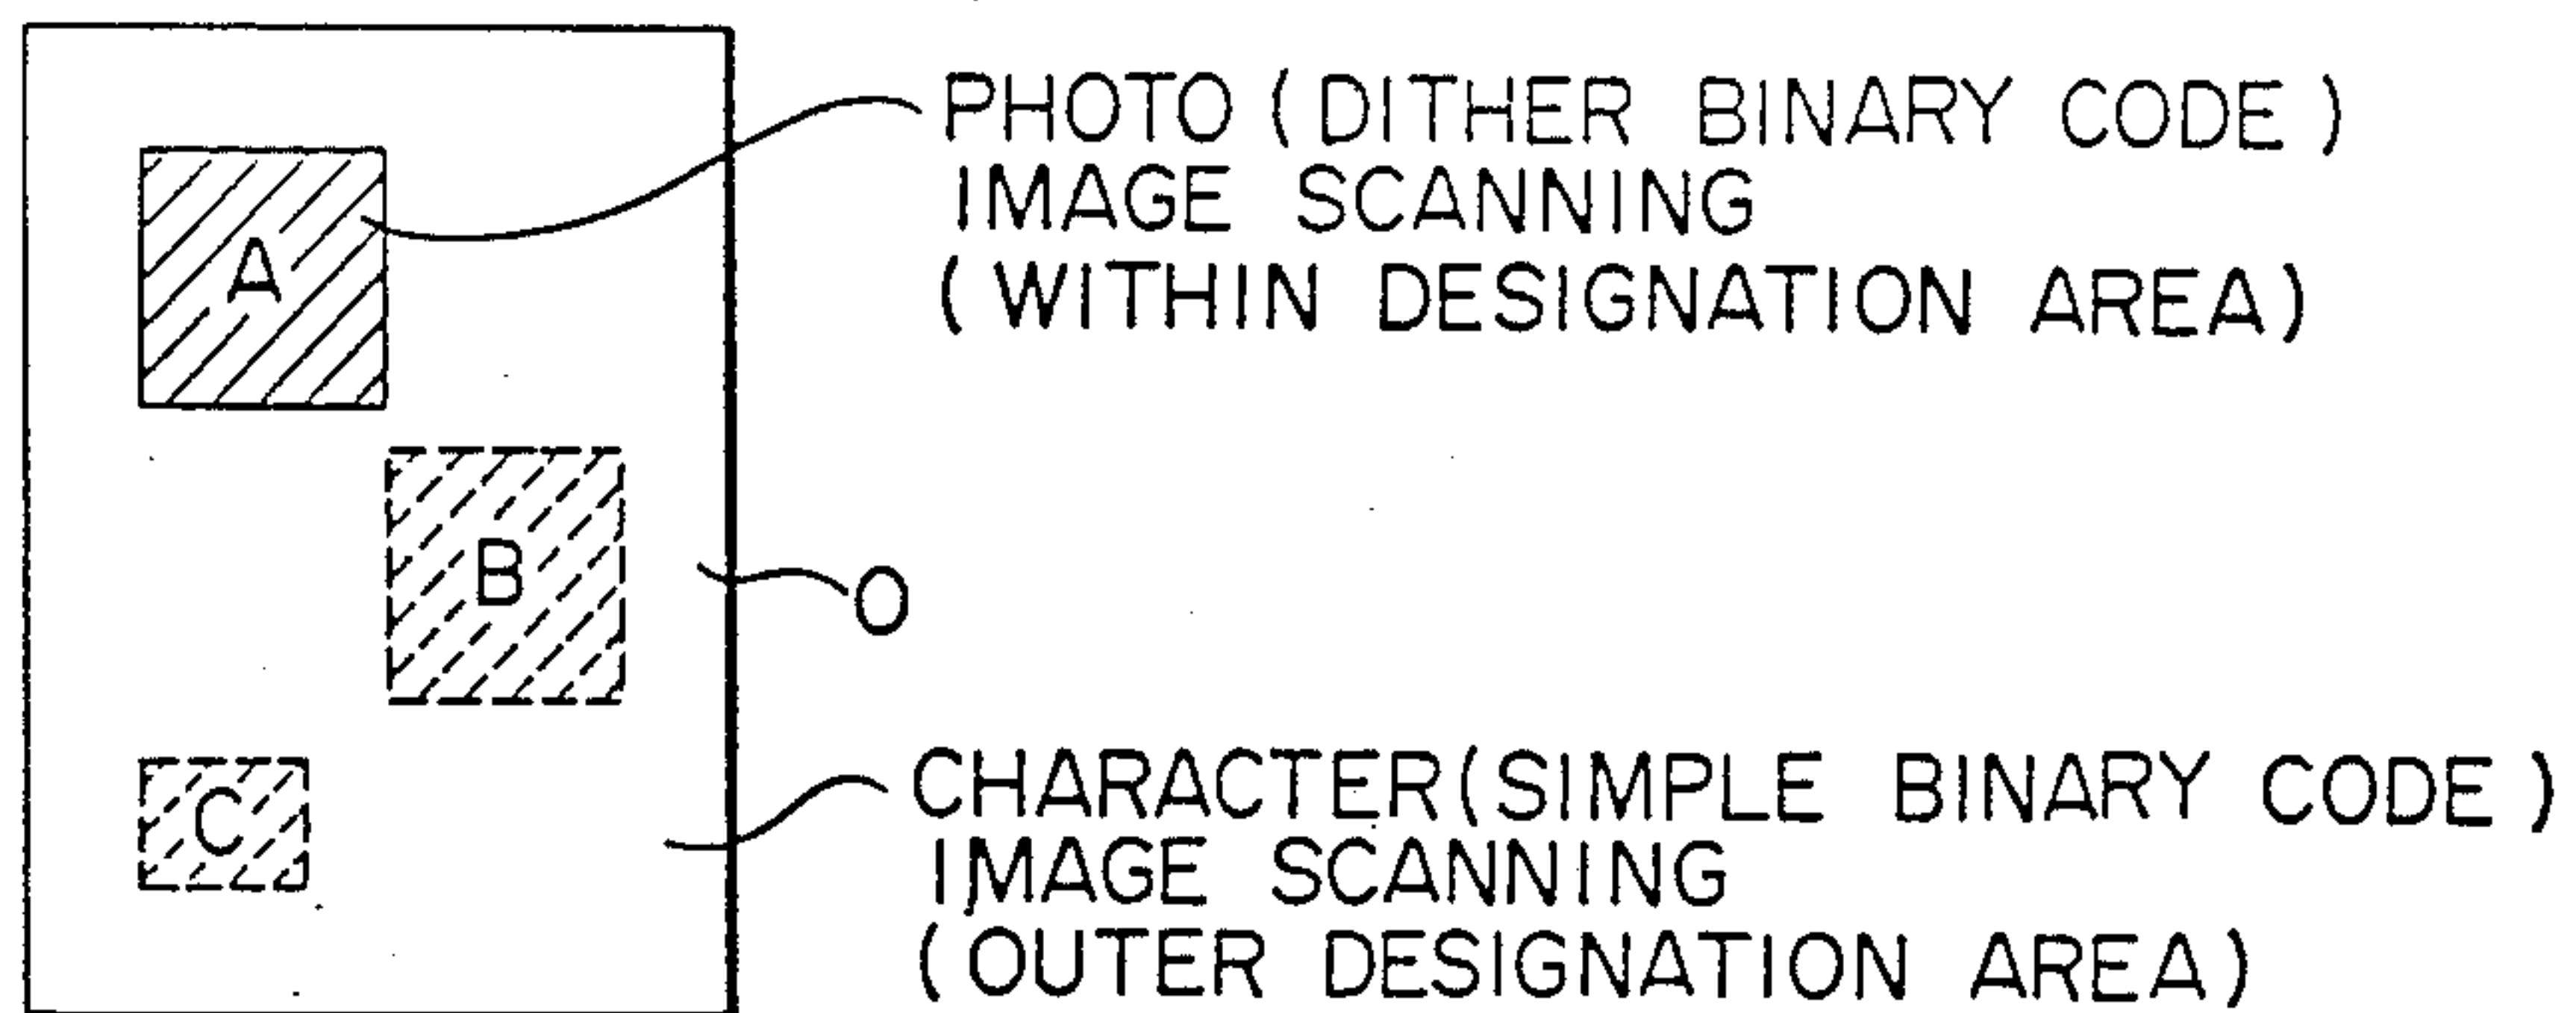 PHOTO (DITHER BINARY CODE)
IMAGE SCANNING
(WITHIN DESIGNATION AREA)
A
B
O
C
CHARACTER (SIMPLE BINARY CODE)
IMAGE SCANNING
(OUTER DESIGNATION AREA)